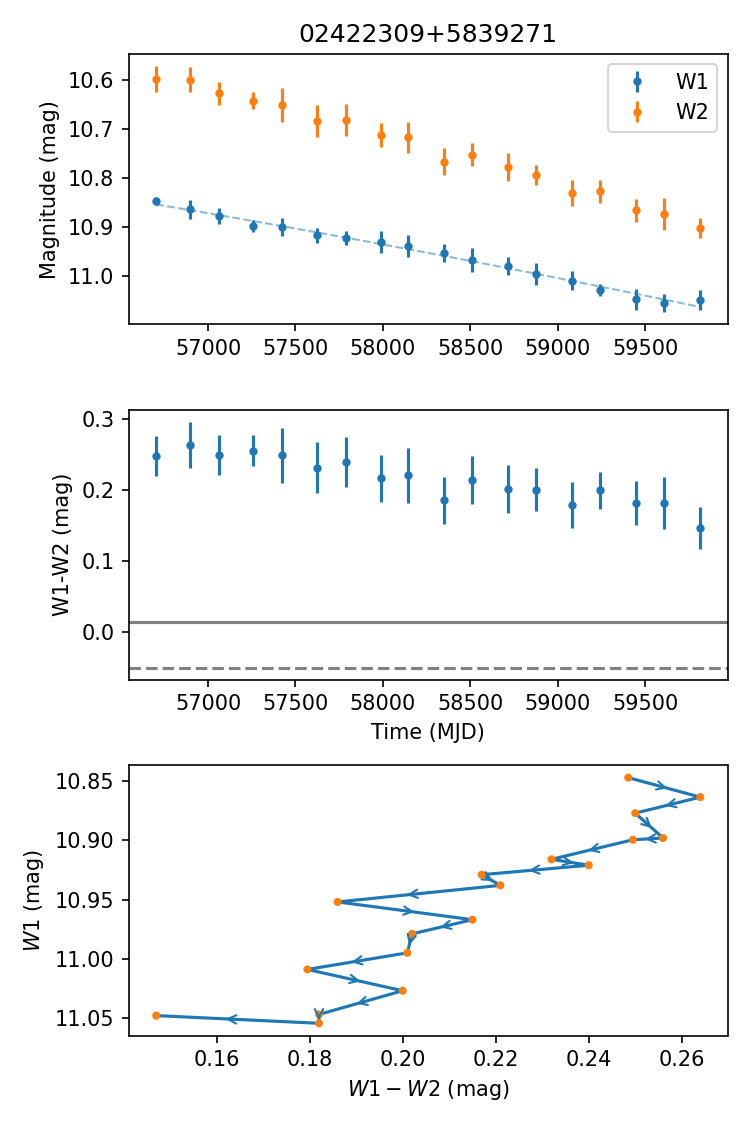 02422309+5839271
Magnitude (mag)
10.6
10.7
10.8
10.9
11.0
W1
W2
57000 57500 58000 58500 59000 59500
W1-W2 (mag)
0.3
0.2
0.1
0.0
57000 57500 58000 58500 59000 59500
Time (MJD)
W1 (mag)
10.85
10.90
10.95
11.00
11.05
0.16 0.18 0.20 0.22 0.24 0.26
W1 − W2 (mag)